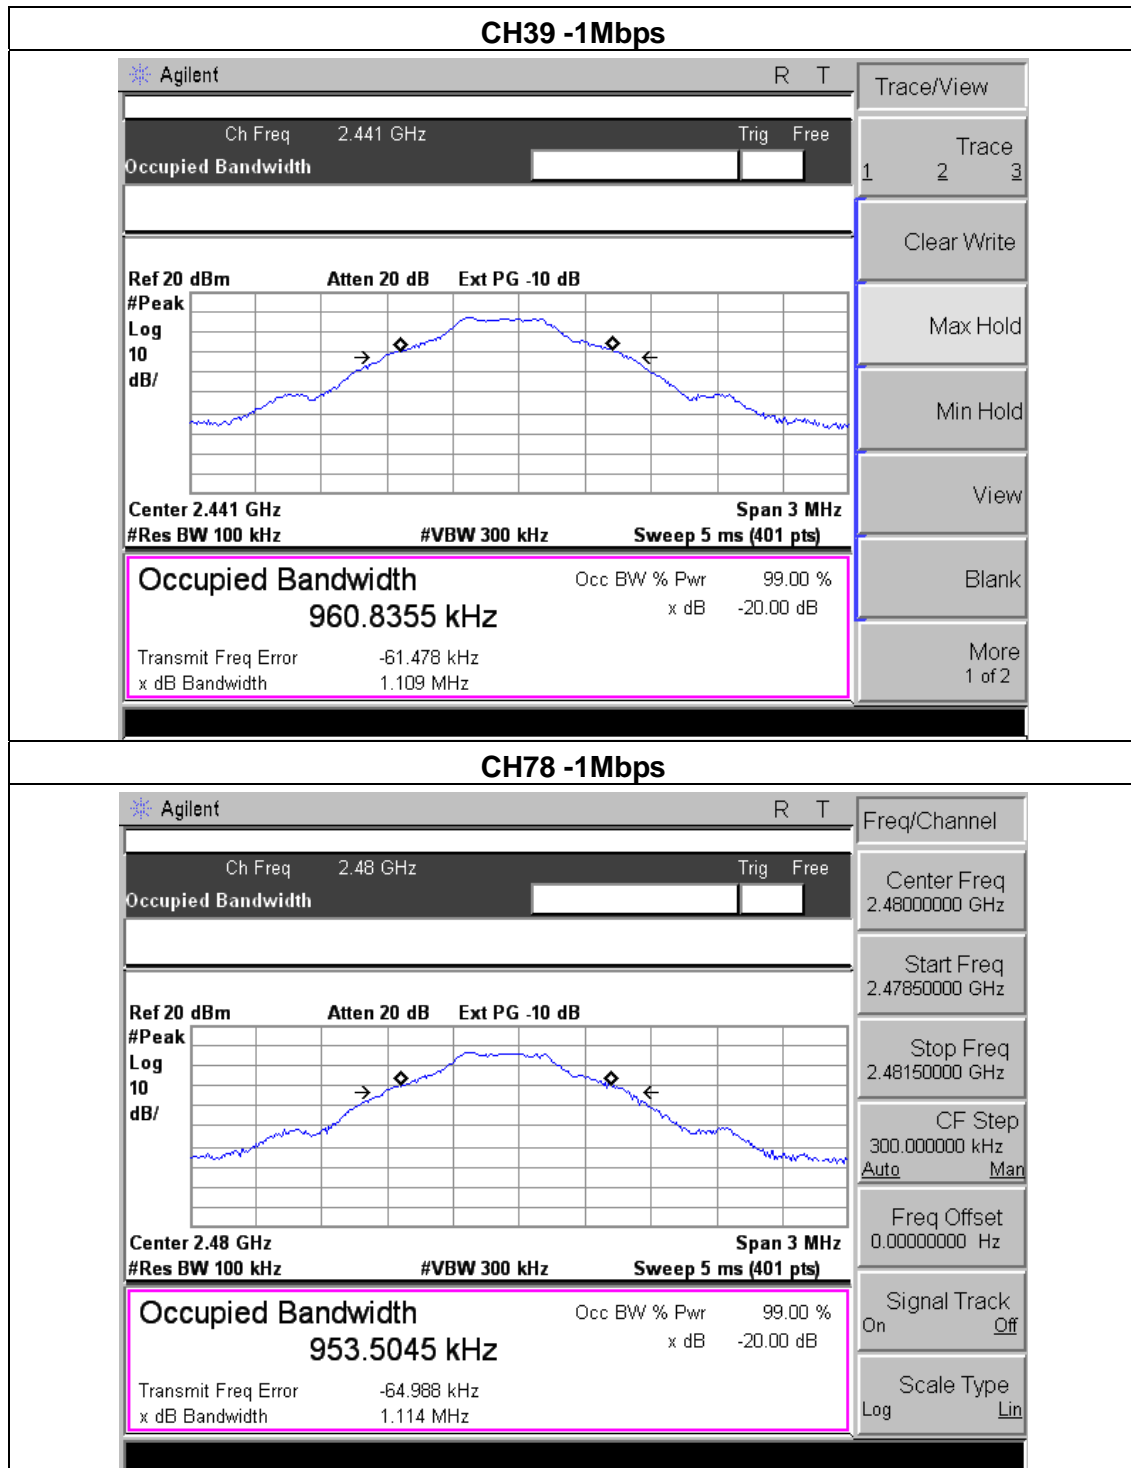 CH39 -1Mbps
Agilent R T
Trace/View
Ch Freq 2.441 GHz Trig Free
Occupied Bandwidth
Trace
1 2 3
Clear Write
Ref 20 dBm Atten 20 dB Ext PG -10 dB
#Peak
Log
10
dB/
Max Hold
Min Hold
View
Center 2.441 GHz Span 3 MHz
#Res BW 100 kHz #VBW 300 kHz Sweep 5 ms (401 pts)
Occupied Bandwidth Occ BW % Pwr 99.00 %
960.8355 kHz x dB -20.00 dB
Blank
Transmit Freq Error -61.478 kHz
x dB Bandwidth 1.109 MHz
More
1 of 2
CH78 -1Mbps
Agilent R T
Freq/Channel
Ch Freq 2.48 GHz Trig Free
Occupied Bandwidth
Center Freq
2.48000000 GHz
Start Freq
2.47850000 GHz
Ref 20 dBm Atten 20 dB Ext PG -10 dB
#Peak
Log
10
dB/
Stop Freq
2.48150000 GHz
CF Step
300.000000 kHz
Auto Man
Freq Offset
0.00000000 Hz
Center 2.48 GHz Span 3 MHz
#Res BW 100 kHz #VBW 300 kHz Sweep 5 ms (401 pts)
Occupied Bandwidth Occ BW % Pwr 99.00 %
953.5045 kHz x dB -20.00 dB
Signal Track
On Off
Transmit Freq Error -64.988 kHz
x dB Bandwidth 1.114 MHz
Scale Type
Log Lin